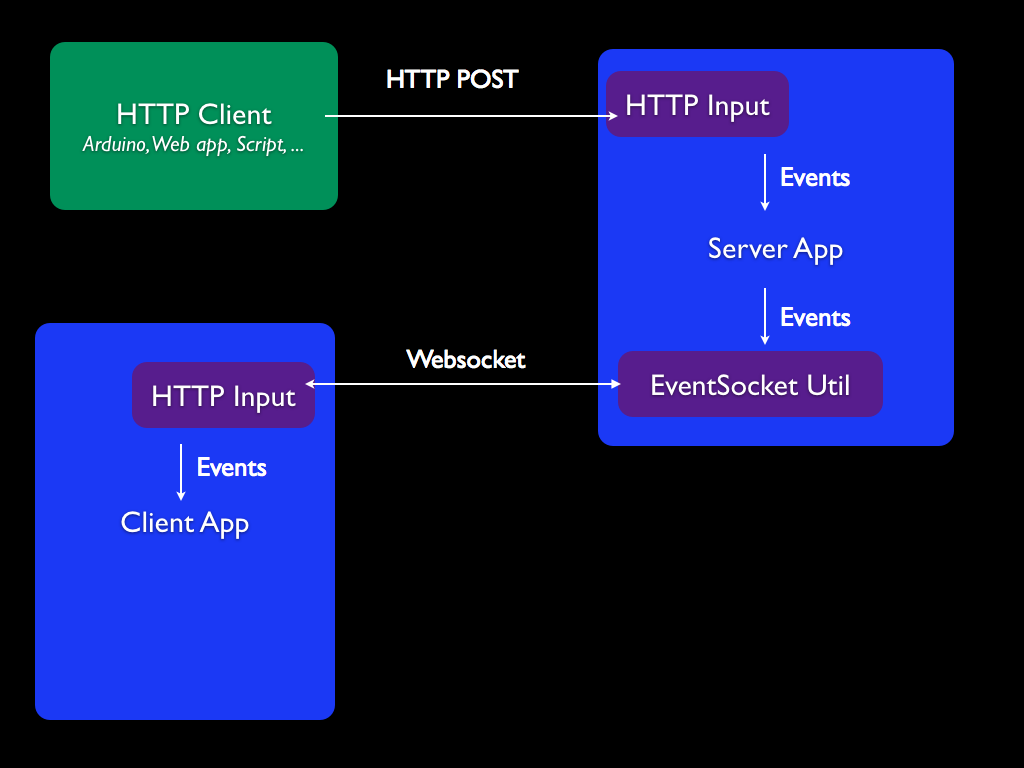 HTTP Client
Arduino, Web app, Script, ...
HTTP POST
HTTP Input
Events
Server App
Events
EventSocket Util
Websocket
HTTP Input
Events
Client App